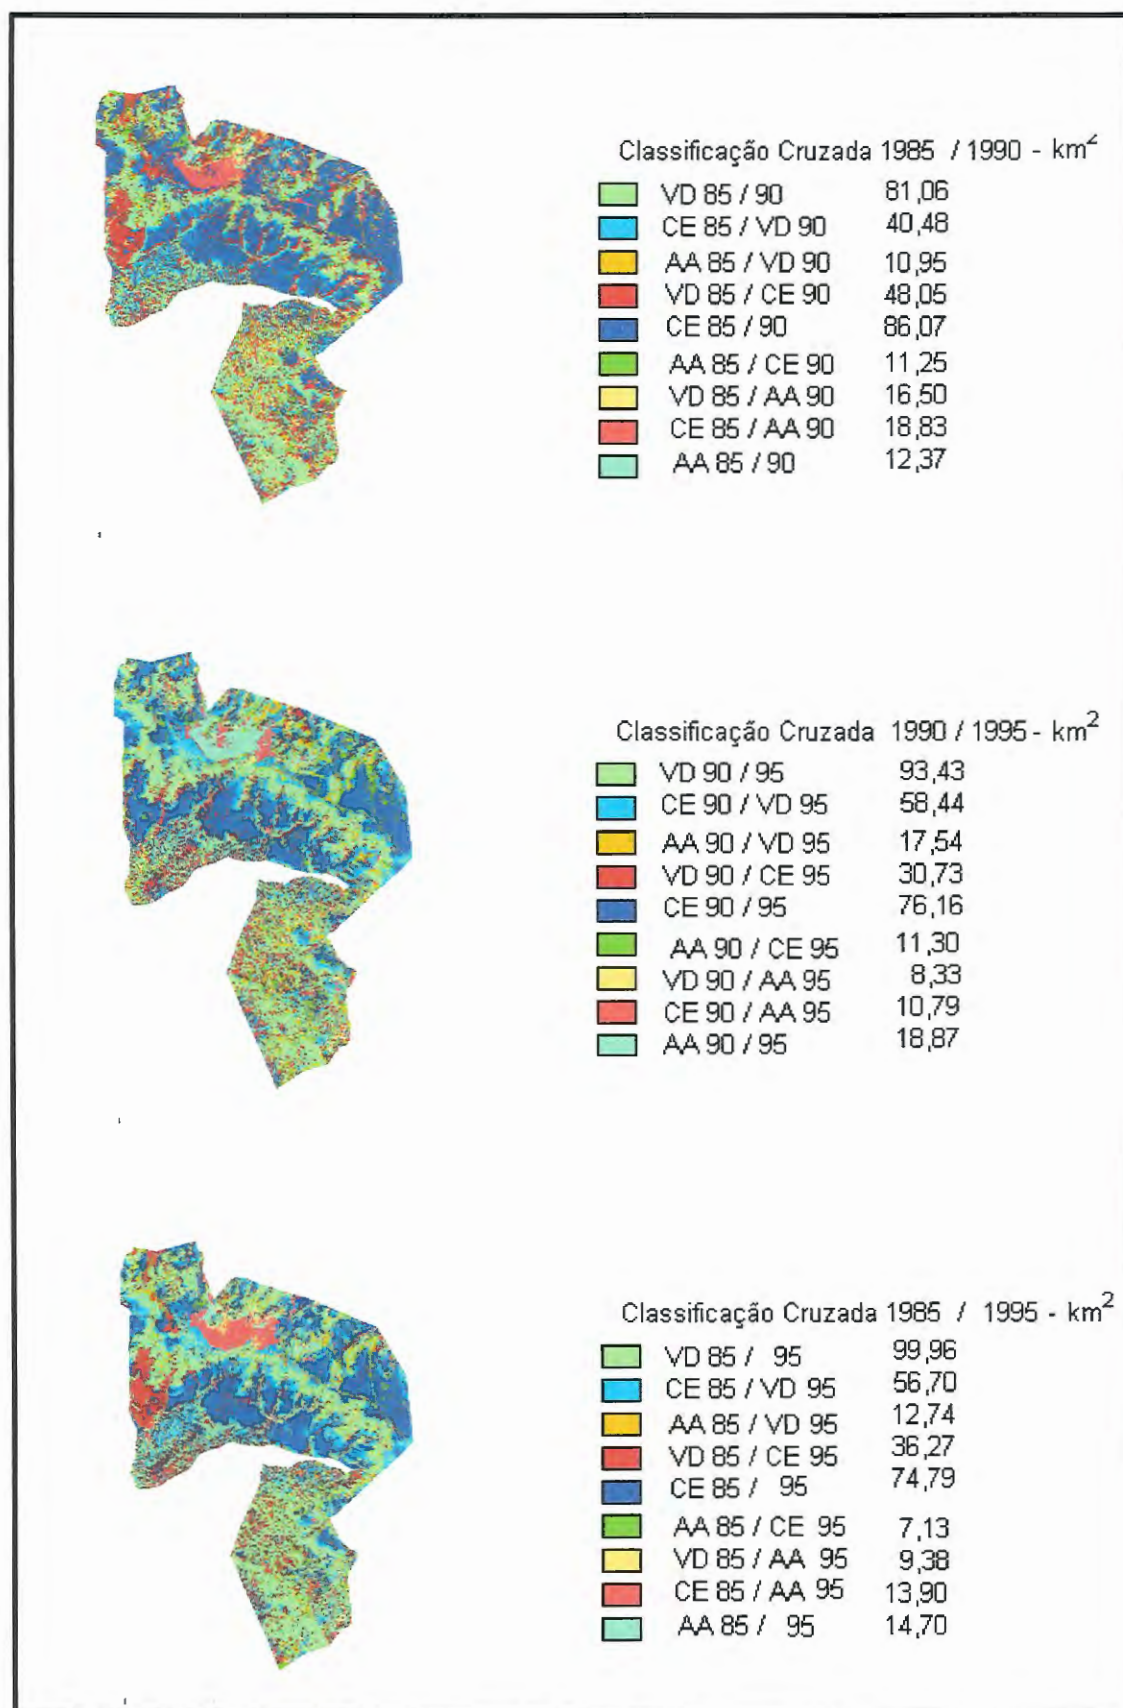 Classificação Cruzada 1985 / 1990 - km²
VD 85 / 90 81,06
CE 85 / VD 90 40,48
AA 85 / VD 90 10,95
VD 85 / CE 90 48,05
CE 85 / 90 86,07
AA 85 / CE 90 11,25
VD 85 / AA 90 16,50
CE 85 / AA 90 18,83
AA 85 / 90 12,37
Classificação Cruzada 1990 / 1995 - km²
VD 90 / 95 93,43
CE 90 / VD 95 58,44
AA 90 / VD 95 17,54
VD 90 / CE 95 30,73
CE 90 / 95 76,16
AA 90 / CE 95 11,30
VD 90 / AA 95 8,33
CE 90 / AA 95 10,79
AA 90 / 95 18,87
Classificação Cruzada 1985 / 1995 - km²
VD 85 / 95 99,96
CE 85 / VD 95 56,70
AA 85 / VD 95 12,74
VD 85 / CE 95 36,27
CE 85 / 95 74,79
AA 85 / CE 95 7,13
VD 85 / AA 95 9,38
CE 85 / AA 95 13,90
AA 85 / 95 14,70